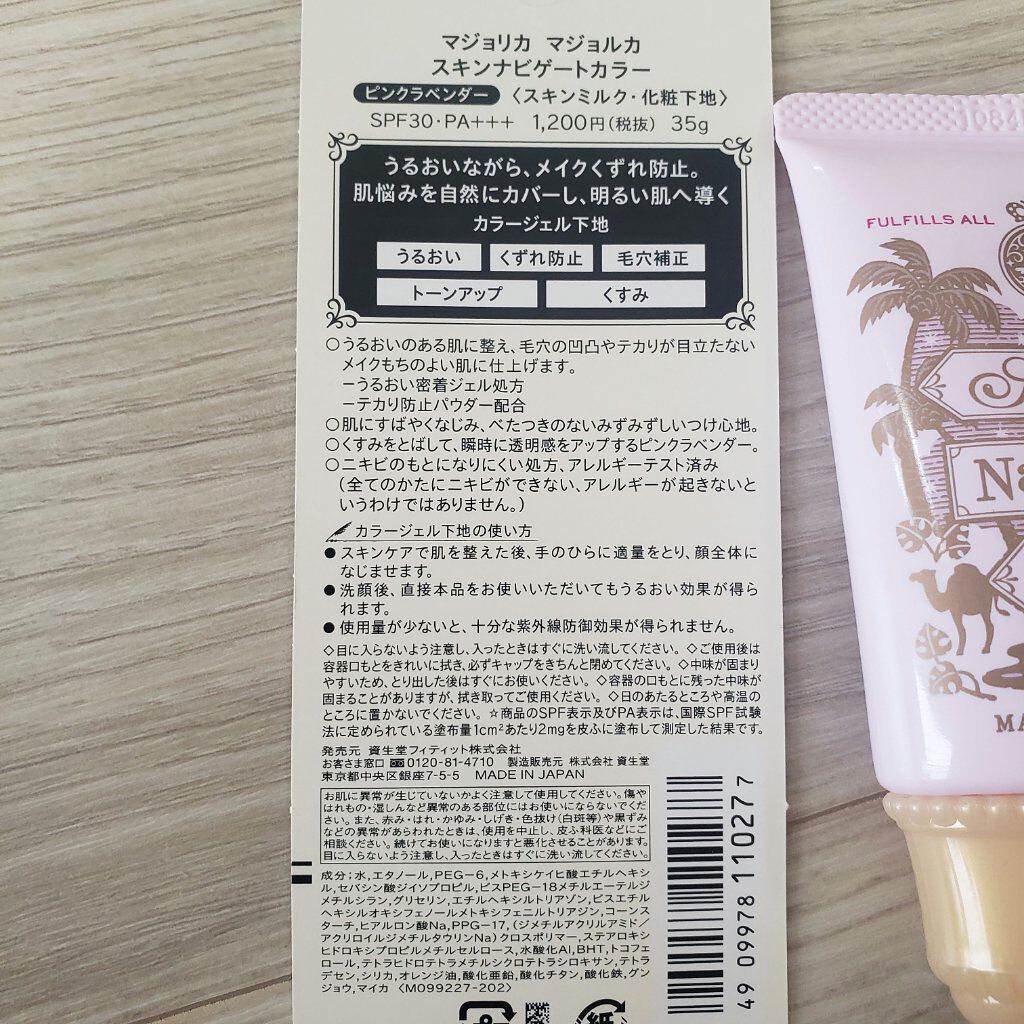 マジョリカ マジョルカ
スキンナビゲートカラー
ピンクラベンダー 〈スキンミルク・化粧下地〉
SPF30・PA+++ 1,200円(税抜) 35g
うるおいながら、メイクくずれ防止。
肌悩みを自然にカバーし、明るい肌へ導く
カラージェル下地
うるおい くずれ防止 毛穴補正
トーンアップ くすみ
○うるおいのある肌に整え、毛穴の凹凸やテカリが目立たない
メイクもちのよい肌に仕上げます。
−うるおい密着ジェル処方
−テカリ防止パウダー配合
○肌にすばやくなじみ、べたつきのないみずみずしいつけ心地。
○くすみをとばして、瞬時に透明感をアップするピンクラベンダー。
○ニキビのもとになりにくい処方、アレルギーテスト済み
(全てのかたにニキビができない、アレルギーが起きないと
いうわけではありません。)
カラージェル下地の使い方
●スキンケアで肌を整えた後、手のひらに適量をとり、顔全体に
なじませます。
●洗顔後、直接本品をお使いいただいてもうるおい効果が得ら
れます。
●使用量が少ないと、十分な紫外線防御効果が得られません。
◇目に入らないよう注意し、入ったときはすぐに洗い流してください。◇ご使用後は
容器口もとをきれいに拭き、必ずキャップをきちんと閉めてください。◇中味が固まり
やすいため、とり出した後はすぐにお使いください。◇容器の口もとに残った中味が
固まることがありますが、拭き取ってご使用ください。◇日のあたるところや高温の
ところに置かないでください。☆商品のSPF表示及びPA表示は、国際SPF試験
法に定められている塗布量1cm²あたり2mgを皮ふに塗布して測定した結果です。
発売元 資生堂フィティット株式会社
お客さま窓口 0120-81-4710 製造販売元 株式会社 資生堂
東京都中央区銀座7-5-5 MADE IN JAPAN
お肌に異常が生じていないかよく注意して使用してください。傷や
はれもの・湿しんなど異常のある部位にはお使いにならないでくだ
さい。また、赤み・はれ・かゆみ・しげき・色抜け(白斑等)や黒ずみ
などの異常があらわれたときは、使用を中止し、皮ふ科医などにご
相談ください。続けてお使いになりますと悪化させることがあります。
目に入らないよう注意し、入ったときはすぐに洗い流してください。
成分;水,エタノール,PEG-6,メトキシケイヒ酸エチルヘキシ
ル,セバシン酸ジイソプロピル,ビスPEG-18メチルエーテルジ
メチルシラン,グリセリン,エチルヘキシルトリアゾン,ビスエチル
ヘキシルオキシフェノールメトキシフェニルトリアジン,コーンス
ターチ,ヒアルロン酸Na,PPG-17,(ジメチルアクリルアミド/
アクリロイルジメチルタウリンNa)クロスポリマー,ステアロキシ
ヒドロキシプロピルメチルセルロース,水酸化Al,BHT,トコフェ
ロール,テトラヒドロテトラメチルシクロテトラシロキサン,テトラ
デセン,シリカ,オレンジ油,酸化亜鉛,酸化チタン,酸化鉄,グン
ジョウ,マイカ 〈M099227-202〉
4909978110277
紙
FULFILLS ALL
Na
MA